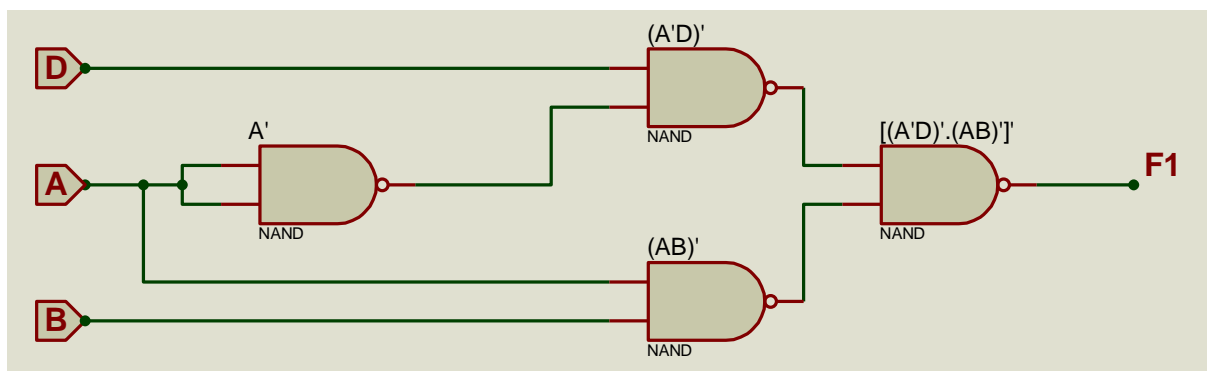 (A'D)'
D
NAND
A'
[(A'D)'.(AB)']'
F1
A
NAND
NAND
(AB)'
B
NAND